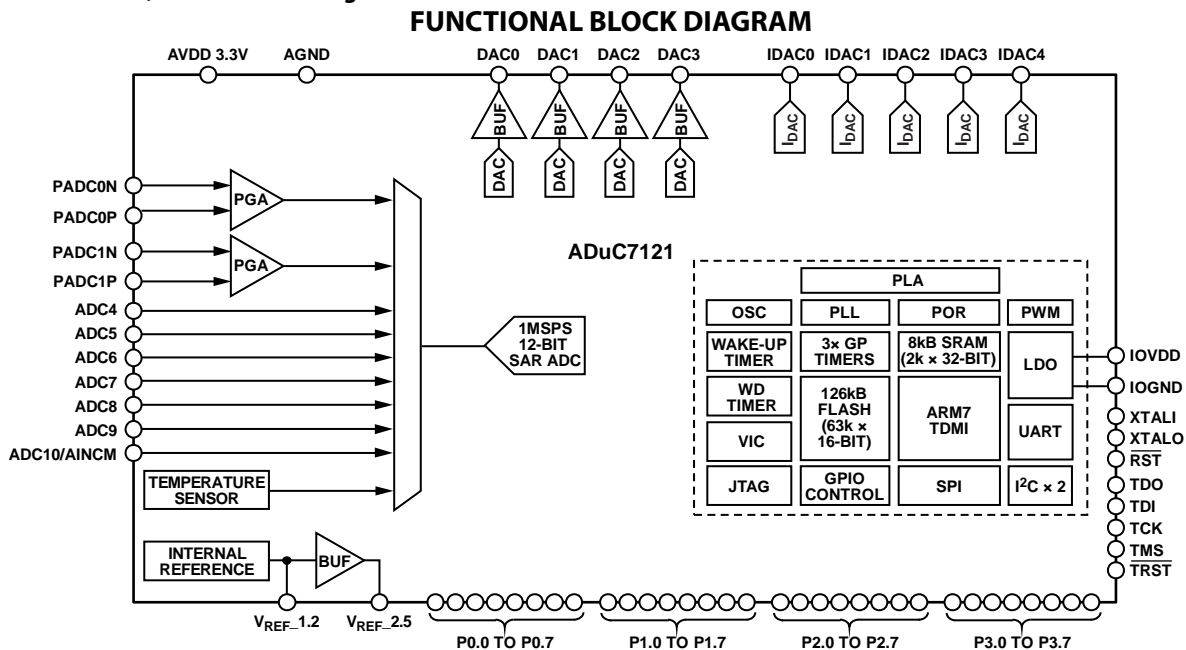 FUNCTIONAL BLOCK DIAGRAM
AVDD 3.3V
AGND
DAC0
DAC1
DAC2
DAC3
IDAC0
IDAC1
IDAC2
IDAC3
IDAC4
BUF
BUF
BUF
BUF
DAC
DAC
DAC
DAC
IDAC
IDAC
IDAC
IDAC
IDAC
PADC0N
PADC0P
PGA
PADC1N
PADC1P
PGA
ADC4
ADC5
ADC6
ADC7
ADC8
ADC9
ADC10/AINCM
TEMPERATURE
SENSOR
INTERNAL
REFERENCE
BUF
1MSPS
12-BIT
SAR ADC
ADuC7121
PLA
OSC
PLL
POR
PWM
WAKE-UP
TIMER
3× GP
TIMERS
8kB SRAM
(2k × 32-BIT)
LDO
WD
TIMER
126kB
FLASH
(63k ×
16-BIT)
ARM7
TDMI
UART
VIC
JTAG
GPIO
CONTROL
SPI
I2C × 2
IOVDD
IOGND
XTALI
XTALO
RST
TDO
TDI
TCK
TMS
TRST
VREF_1.2
VREF_2.5
P0.0 TO P0.7
P1.0 TO P1.7
P2.0 TO P2.7
P3.0 TO P3.7